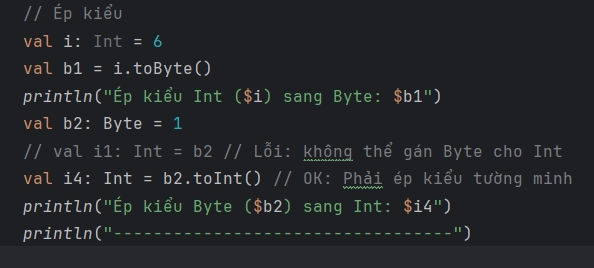 // Ép kiểu
val i: Int = 6
val b1 = i.toByte()
println("Ép kiểu Int ($i) sang Byte: $b1")
val b2: Byte = 1
// val i1: Int = b2 // Lỗi: không thể gán Byte cho Int
val i4: Int = b2.toInt() // OK: Phải ép kiểu tường minh
println("Ép kiểu Byte ($b2) sang Int: $i4")
println("----------------------------------")